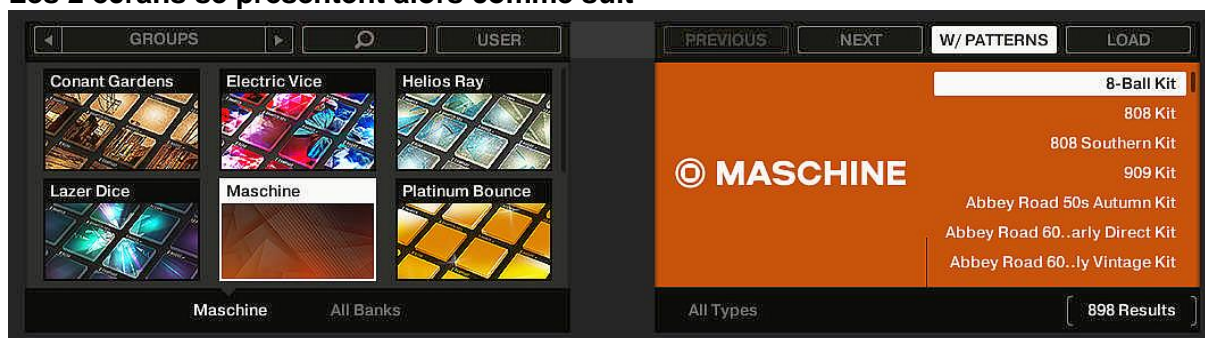 Les 2 écrans se présentent alors comme suit
GROUPS
USER
Conant Gardens
Electric Vice
Helios Ray
Lazer Dice
Maschine
Platinum Bounce
Maschine
All Banks
PREVIOUS
NEXT
W/ PATTERNS
LOAD
MASCHINE
8-Ball Kit
808 Kit
808 Southern Kit
909 Kit
Abbey Road 50s Autumn Kit
Abbey Road 60..arly Direct Kit
Abbey Road 60..ly Vintage Kit
All Types
898 Results